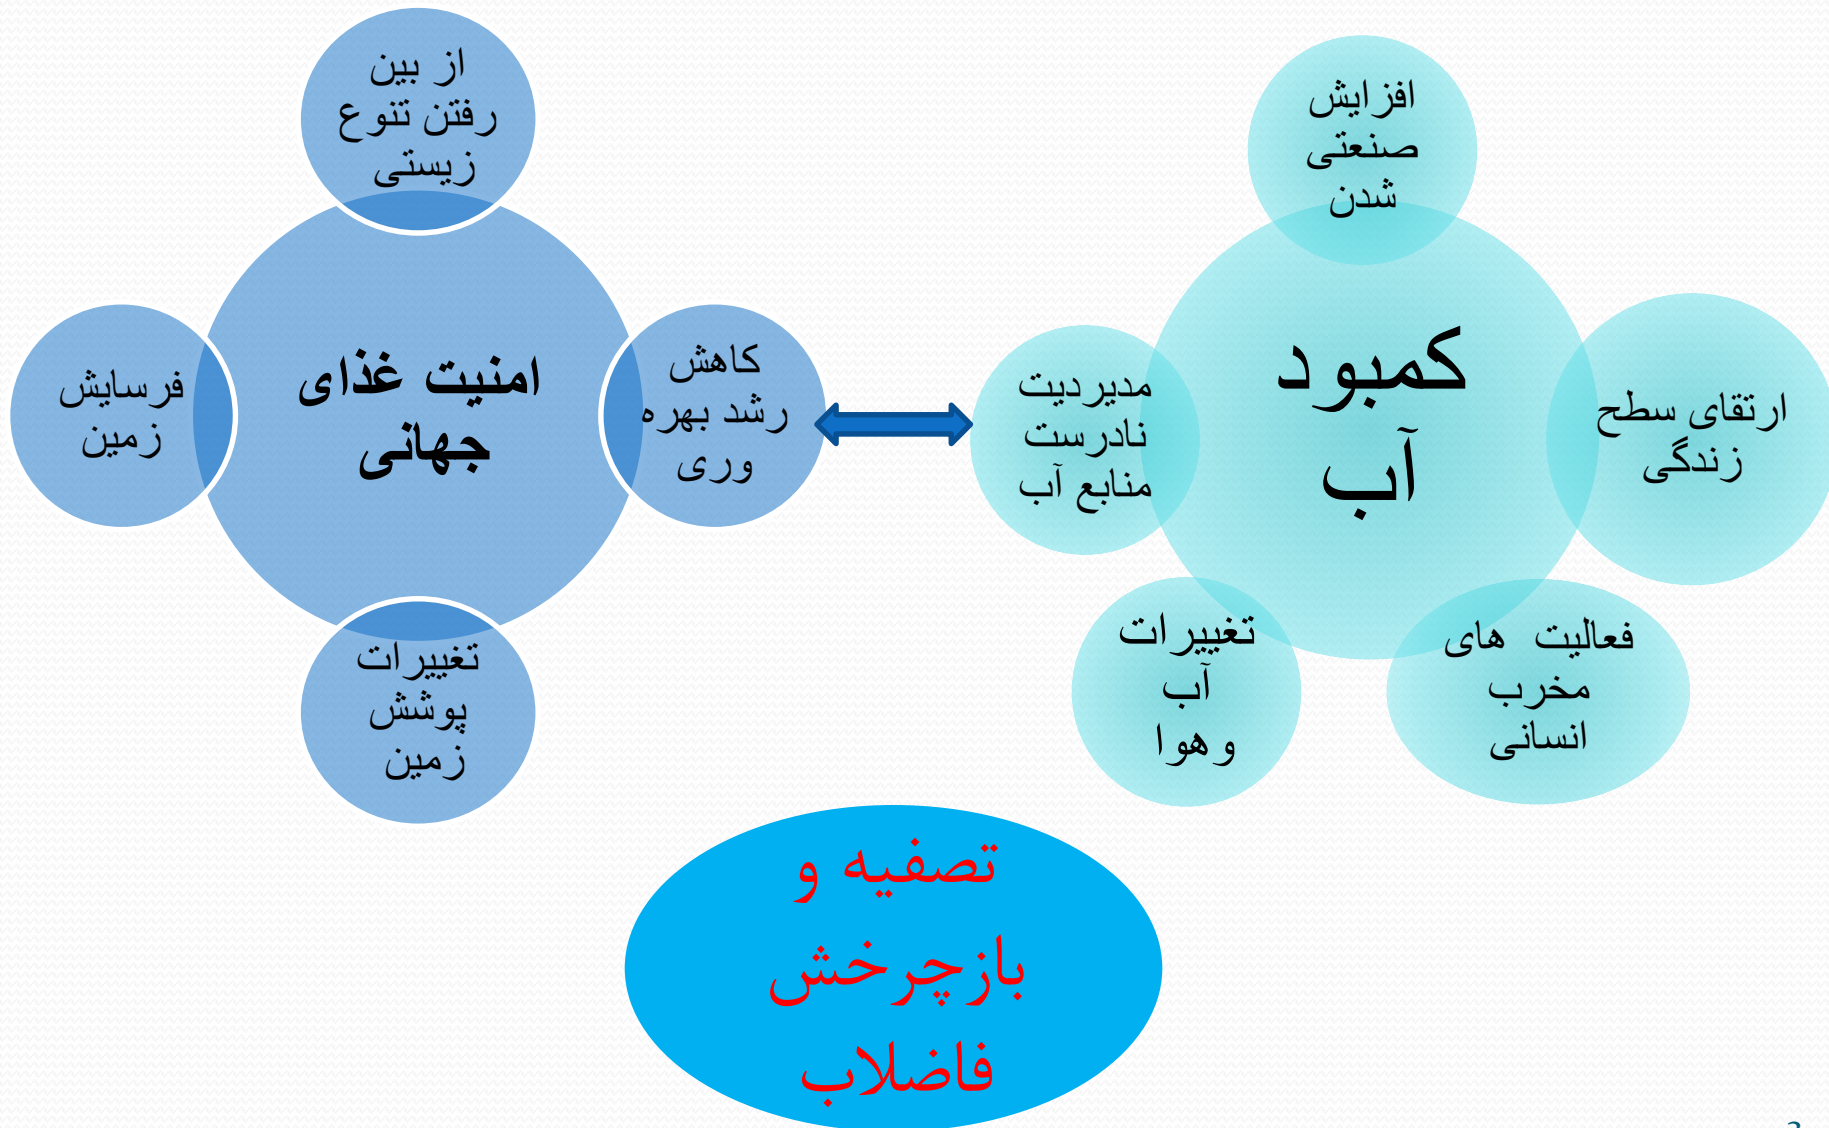 افزایش
صنعتی
شدن
کمبود
آب
ارتقای سطح
زندگی
فعالیت های
مخرب
انسانی
تغییرات
آب
و هوا
مدیردیت
نادرست
منابع آب
از بین
رفتن تنوع
زیستی
امنیت غذای
جهانی
کاهش
رشد بهره
وری
تغییرات
پوشش
زمین
فرسایش
زمین
تصفیه و
بازچرخش
فاضلاب